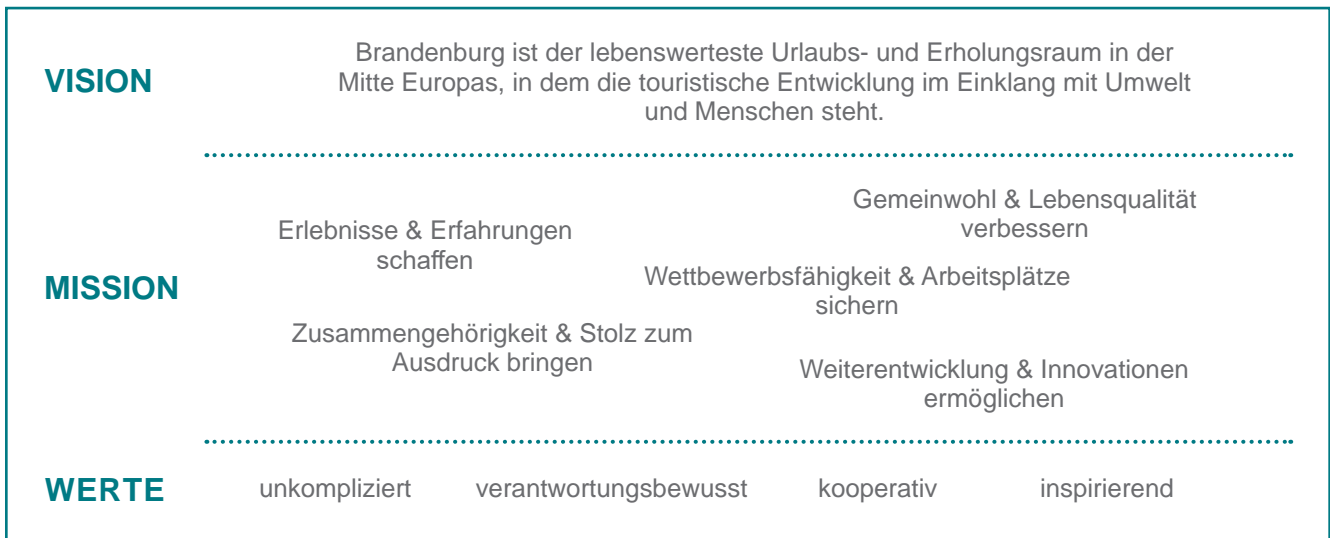 VISION
Brandenburg ist der lebenswerteste Urlaubs- und Erholungsraum in der
Mitte Europas, in dem die touristische Entwicklung im Einklang mit Umwelt
und Menschen steht.
MISSION
Erlebnisse & Erfahrungen
schaffen
Gemeinwohl & Lebensqualität
verbessern
Wettbewerbsfähigkeit & Arbeitsplätze
sichern
Zusammengehörigkeit & Stolz zum
Ausdruck bringen
Weiterentwicklung & Innovationen
ermöglichen
WERTE
unkompliziert verantwortungsbewusst kooperativ inspirierend